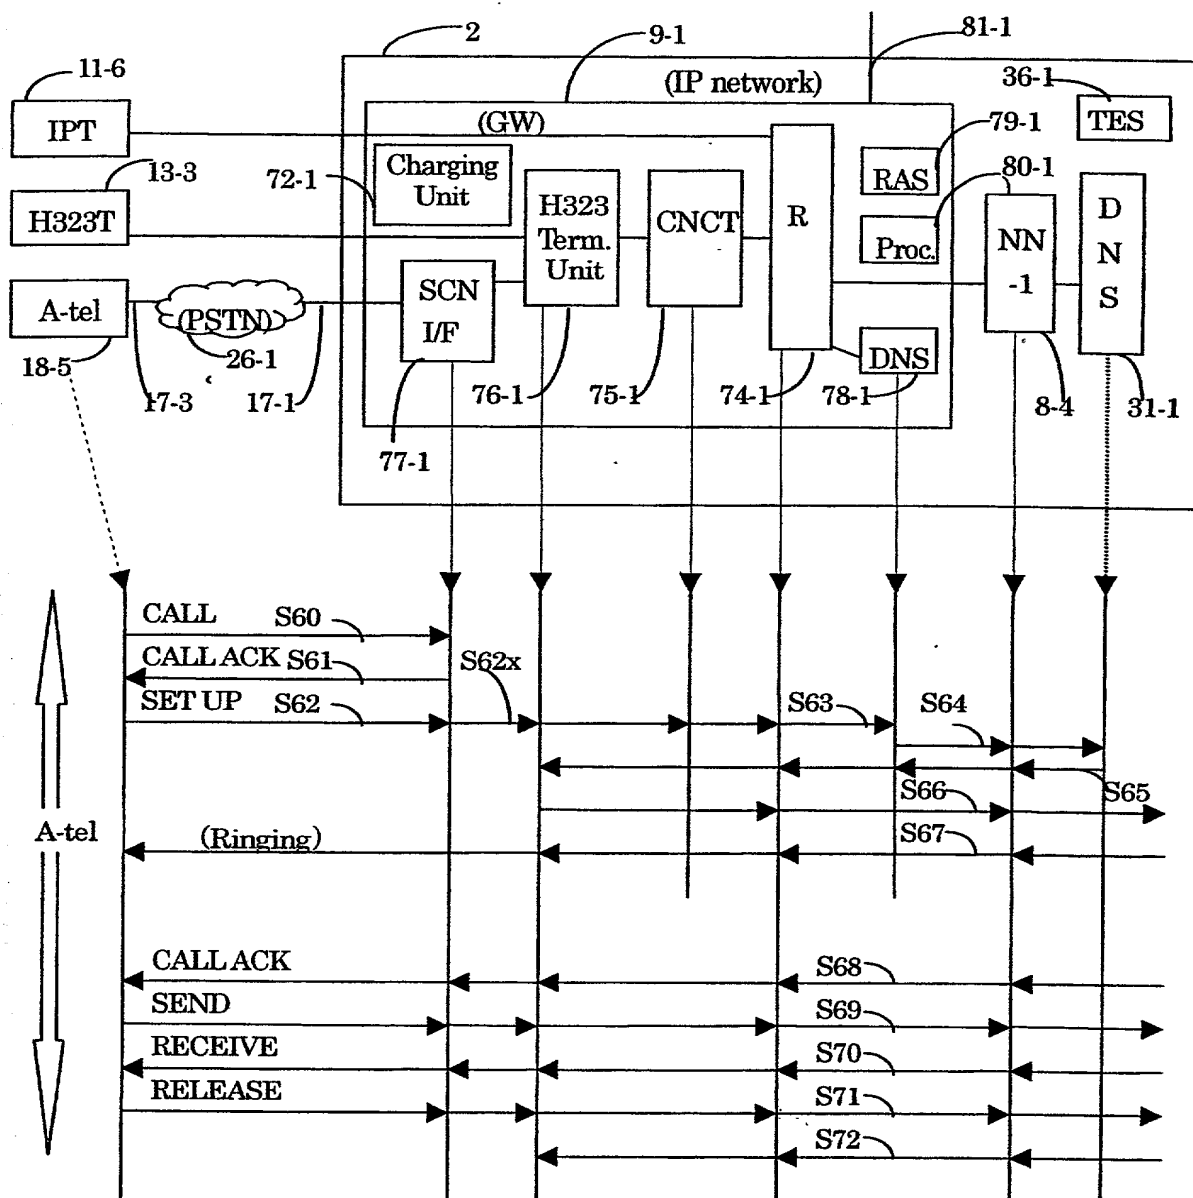 2
9-1
81-1
11-6
(IP network)
36-1
IPT
(GW)
TES
79-1
13-3
72-1
Charging
Unit
RAS
80-1
H323T
H323
Term.
Unit
CNCT
R
Proc.
NN
-1
D
N
S
A-tel
(PSTN)
SCN
I/F
DNS
18-5
26-1
17-3
17-1
76-1
75-1
74-1
78-1
8-4
31-1
77-1
CALL
S60
CALL ACK
S61
S62x
SET UP
S62
S63
S64
S65
S66
A-tel
(Ringing)
S67
CALL ACK
S68
SEND
S69
RECEIVE
S70
RELEASE
S71
S72